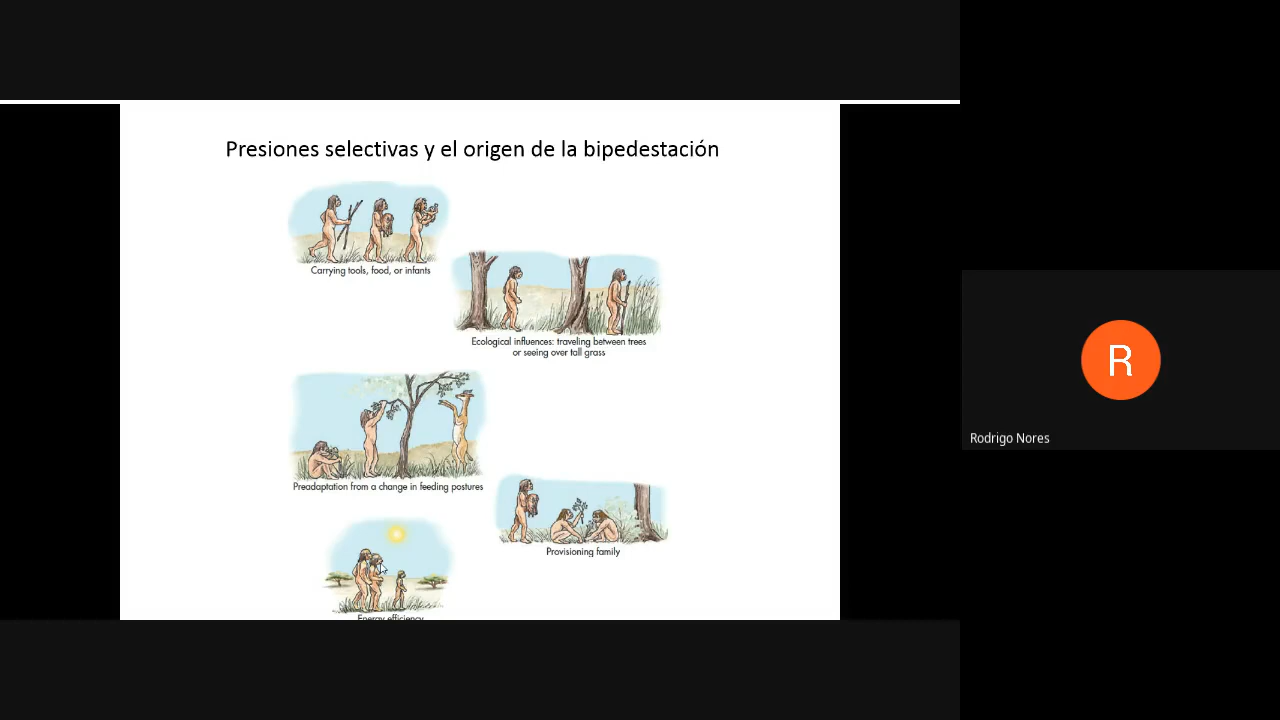 Presiones selectivas y el origen de la bipedestación
Carrying tools, food, or infants
Ecological influences: traveling between trees
or seeing over tall grass
Preadaptation from a change in feeding postures
Provisioning family
Energy efficiency
R
Rodrigo Nores